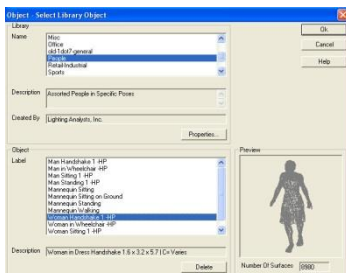 Object - Select Library Object
Library
Name
Misc
Office
old-1dot7-general
People
Retail-Industrial
Sports
Description
Assorted People in Specific Poses
Created By
Lighting Analysts, Inc.
Properties...
Ok
Cancel
Help
Object
Label
Man Handshake 1 -HP
Man in Wheelchair -HP
Man Sitting 1 -HP
Man Standing 1 -HP
Mannequin Sitting
Mannequin Sitting on Ground
Mannequin Standing
Mannequin Walking
Woman Handshake 1 -HP
Woman in Wheelchair -HP
Woman Sitting 1 -HP
Description
Woman in Dress Handshake 1.6 x 3.2 x 5.7 | C= Varies
Delete
Preview
Number Of Surfaces
8980